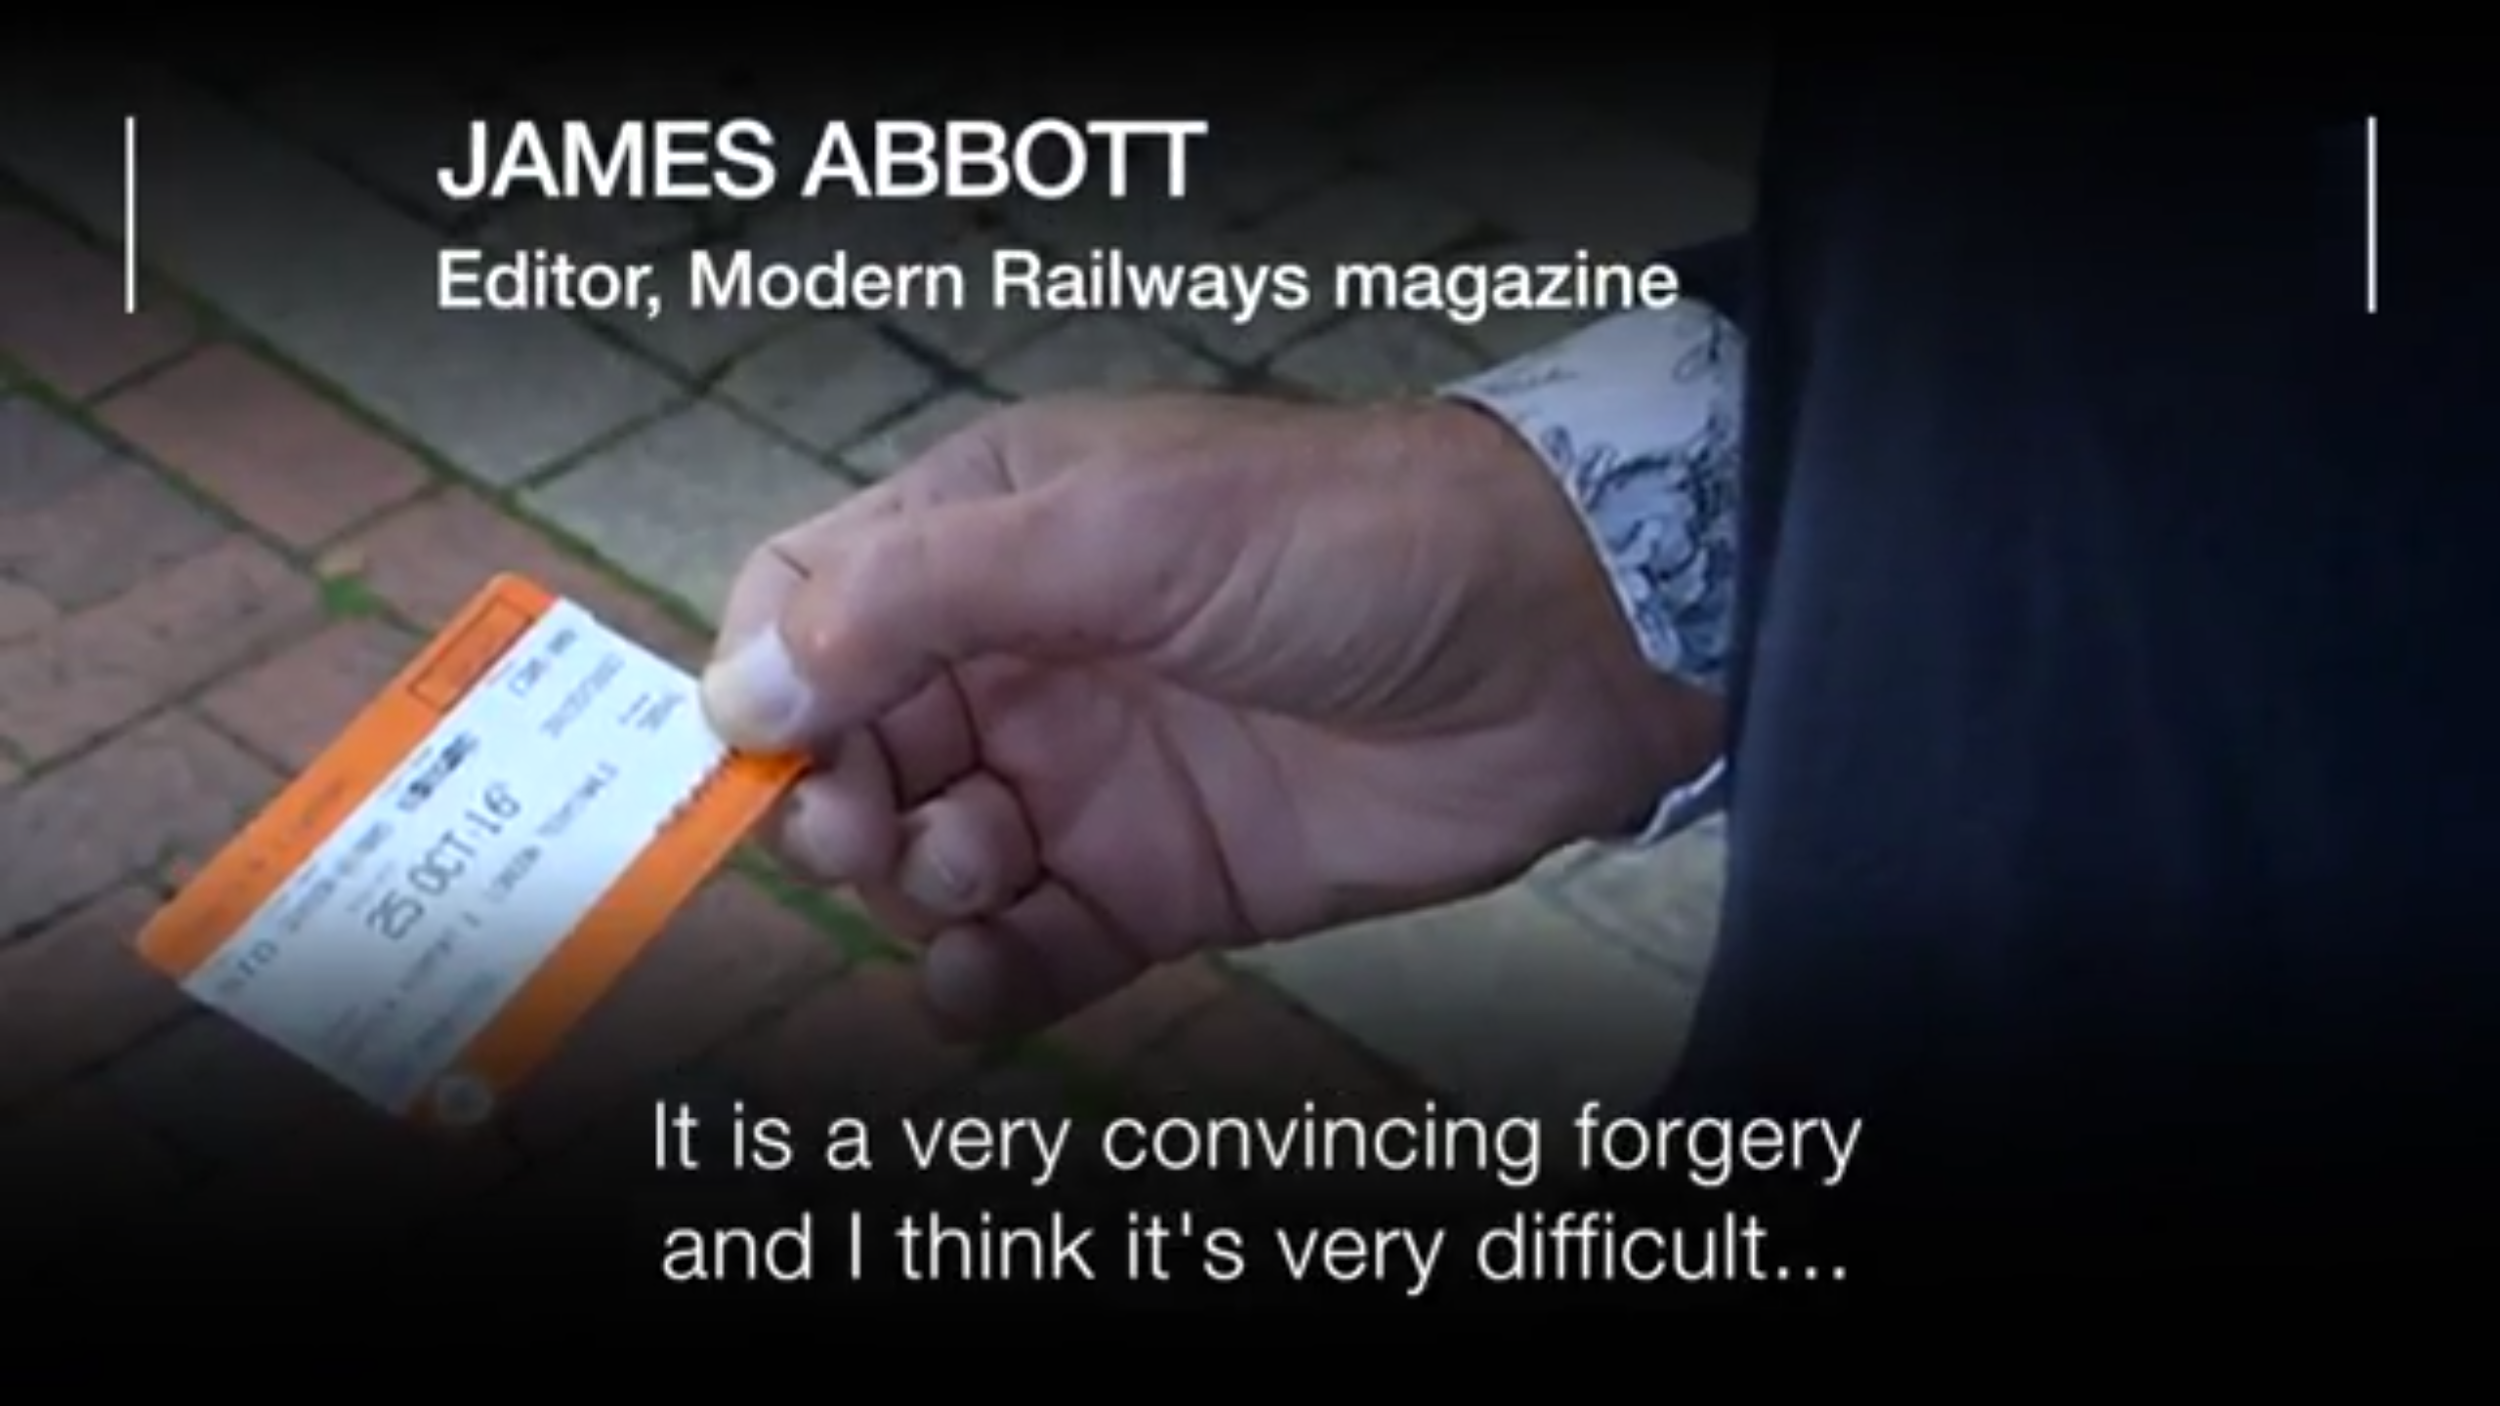 JAMES ABBOTT
Editor, Modern Railways magazine
25·OCT·16
It is a very convincing forgery
and I think it's very difficult...